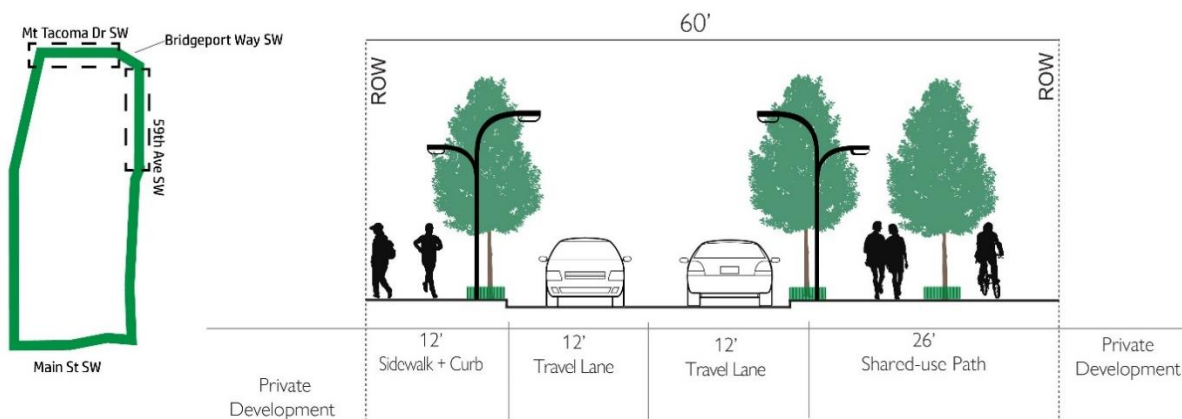 Mt Tacoma Dr SW
Bridgeport Way SW
59th Ave SW
Main St SW
60'
ROW
ROW
12'
Sidewalk + Curb
12'
Travel Lane
12'
Travel Lane
26'
Shared-use Path
Private
Development
Private
Development